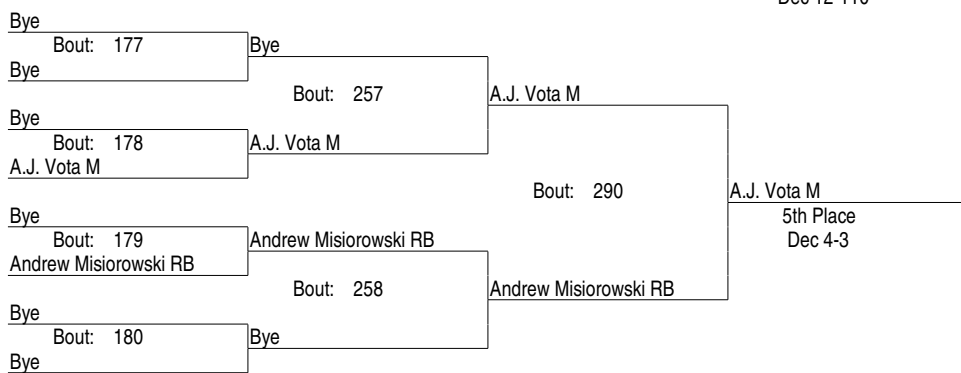 Bye
Bout: 177
Bye
Bye
Bout: 257
A.J. Vota M
Bye
Bout: 178
A.J. Vota M
A.J. Vota M
Bout: 290
A.J. Vota M
5th Place
Dec 4-3
Bye
Bout: 179
Andrew Misiorowski RB
Andrew Misiorowski RB
Bout: 258
Andrew Misiorowski RB
Bye
Bout: 180
Bye
Bye